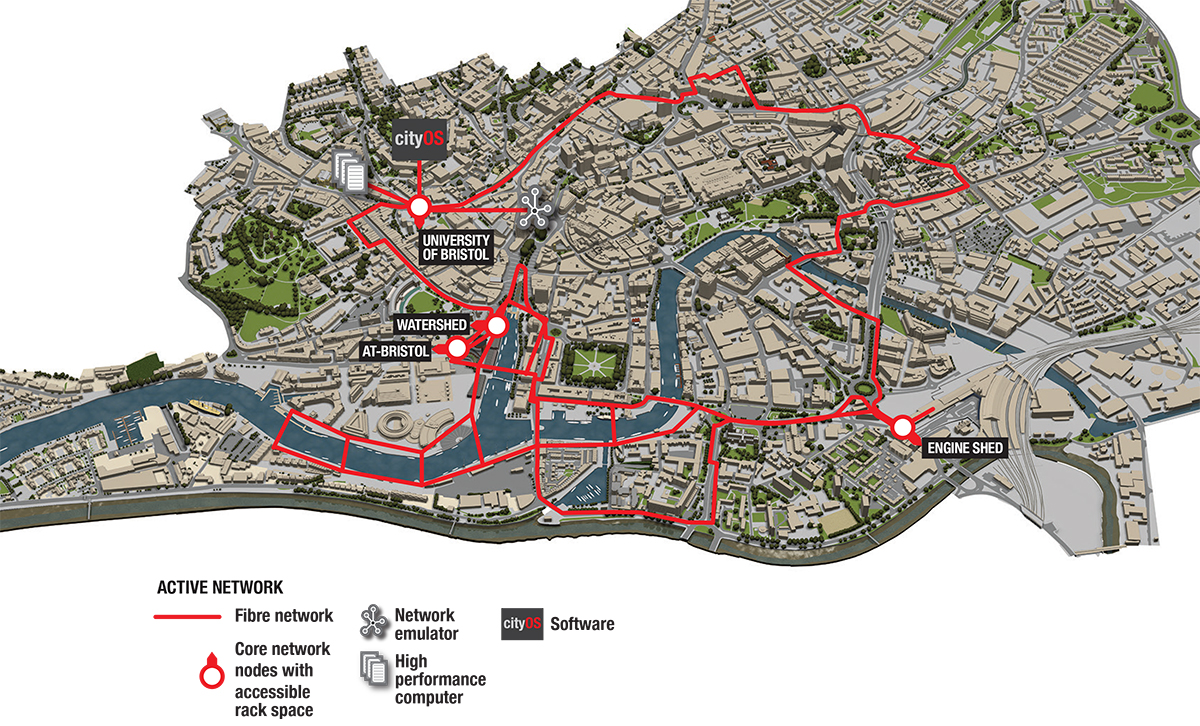 cityOS
UNIVERSITY
OF BRISTOL
WATERSHED
AT-BRISTOL
ENGINE SHED
ACTIVE NETWORK
Fibre network
Core network
nodes with
accessible
rack space
Network
emulator
High
performance
computer
cityOS
Software